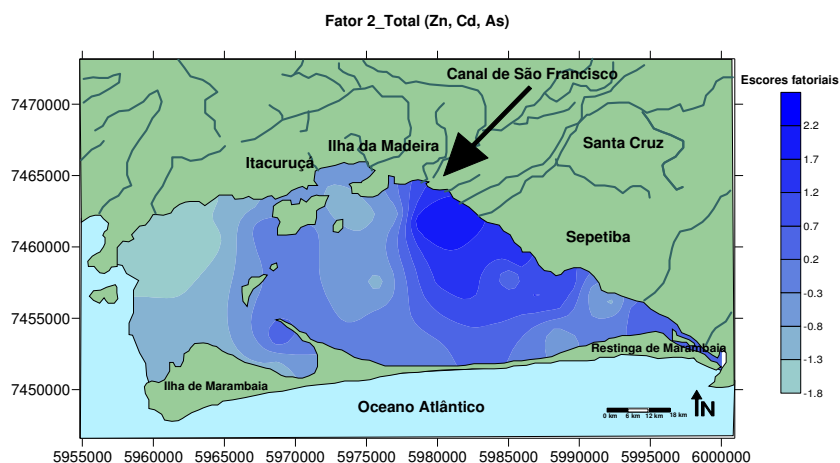 Fator 2_Total (Zn, Cd, As)
Canal de São Francisco
Escores fatoriais
7470000
2.2
Ilha da Madeira
Santa Cruz
1.7
Itacuruçá
7465000
1.2
Sepetiba
0.7
7460000
0.2
-0.3
7455000
-0.8
Restinga de Marambaia
-1.3
Ilha de Marambaia
7450000
-1.8
Oceano Atlântico
N
0 km 6 km 12 km 18 km
5955000 5960000 5965000 5970000 5975000 5980000 5985000 5990000 5995000 6000000